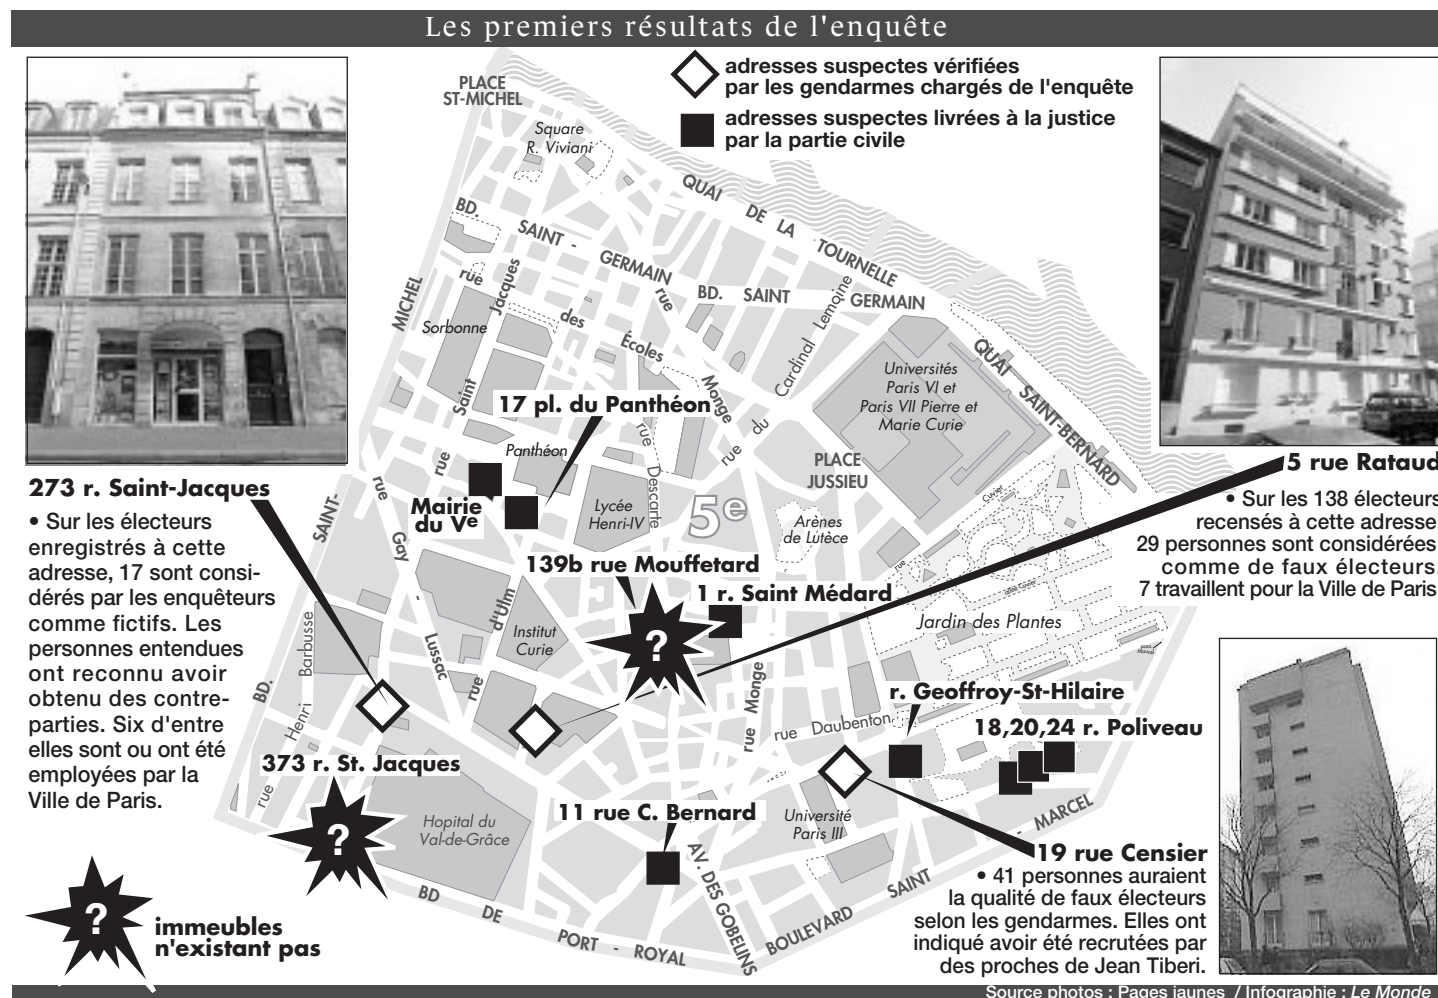 Les premiers résultats de l'enquête
adresses suspectes vérifiées
par les gendarmes chargés de l'enquête
adresses suspectes livrées à la justice
par la partie civile
PLACE
ST-MICHEL
Square
R. Viviani
QUAI DE LA TOURNELLE
BD. SAINT - GERMAIN
BD. SAINT GERMAIN
rue des Écoles
rue Saint Jacques
Sorbonne
rue Monge
rue du Cardinal Lemoine
BD. SAINT- MICHEL
Universités
Paris VI et
Paris VII Pierre et
Marie Curie
QUAI SAINT-BERNARD
17 pl. du Panthéon
Panthéon
rue Descarte
PLACE
JUSSIEU
Mairie
du Ve
Lycée
Henri-IV
5e
Arènes
de Lutèce
rue Cuvier
rue Gay - Lussac
273 r. Saint-Jacques
• Sur les électeurs
enregistrés à cette
adresse, 17 sont consi-
dérés par les enquêteurs
comme fictifs. Les
personnes entendues
ont reconnu avoir
obtenu des contre-
parties. Six d'entre
elles sont ou ont été
employées par la
Ville de Paris.
5 rue Rataud
• Sur les 138 électeurs
recensés à cette adresse
29 personnes sont considérées
comme de faux électeurs.
7 travaillent pour la Ville de Paris
139b rue Mouffetard
?
1 r. Saint Médard
Jardin des Plantes
rue d'Ulm
Institut
Curie
rue Henri Barbusse
rue Monge
rue Daubenton
r. Geoffroy-St-Hilaire
18,20,24 r. Poliveau
373 r. St. Jacques
?
Hopital du
Val-de-Grâce
11 rue C. Bernard
Université
Paris III
AV. DES GOBELINS
BOULEVARD SAINT - MARCEL
BD DE PORT - ROYAL
19 rue Censier
• 41 personnes auraient
la qualité de faux électeurs
selon les gendarmes. Elles ont
indiqué avoir été recrutées par
des proches de Jean Tiberi.
?
immeubles
n'existant pas
Source photos : Pages jaunes / Infographie : Le Monde